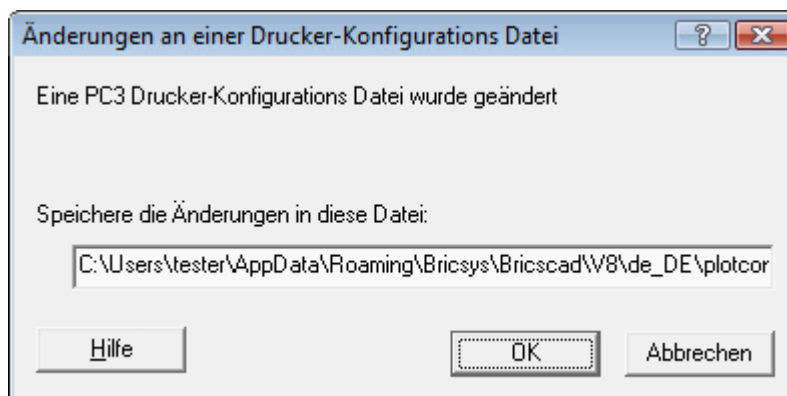 Änderungen an einer Drucker-Konfigurations Datei
Eine PC3 Drucker-Konfigurations Datei wurde geändert
Speichere die Änderungen in diese Datei:
C:\Users\tester\AppData\Roaming\Bricsys\Bricscad\V8\de_DE\plotcor
Hilfe OK Abbrechen